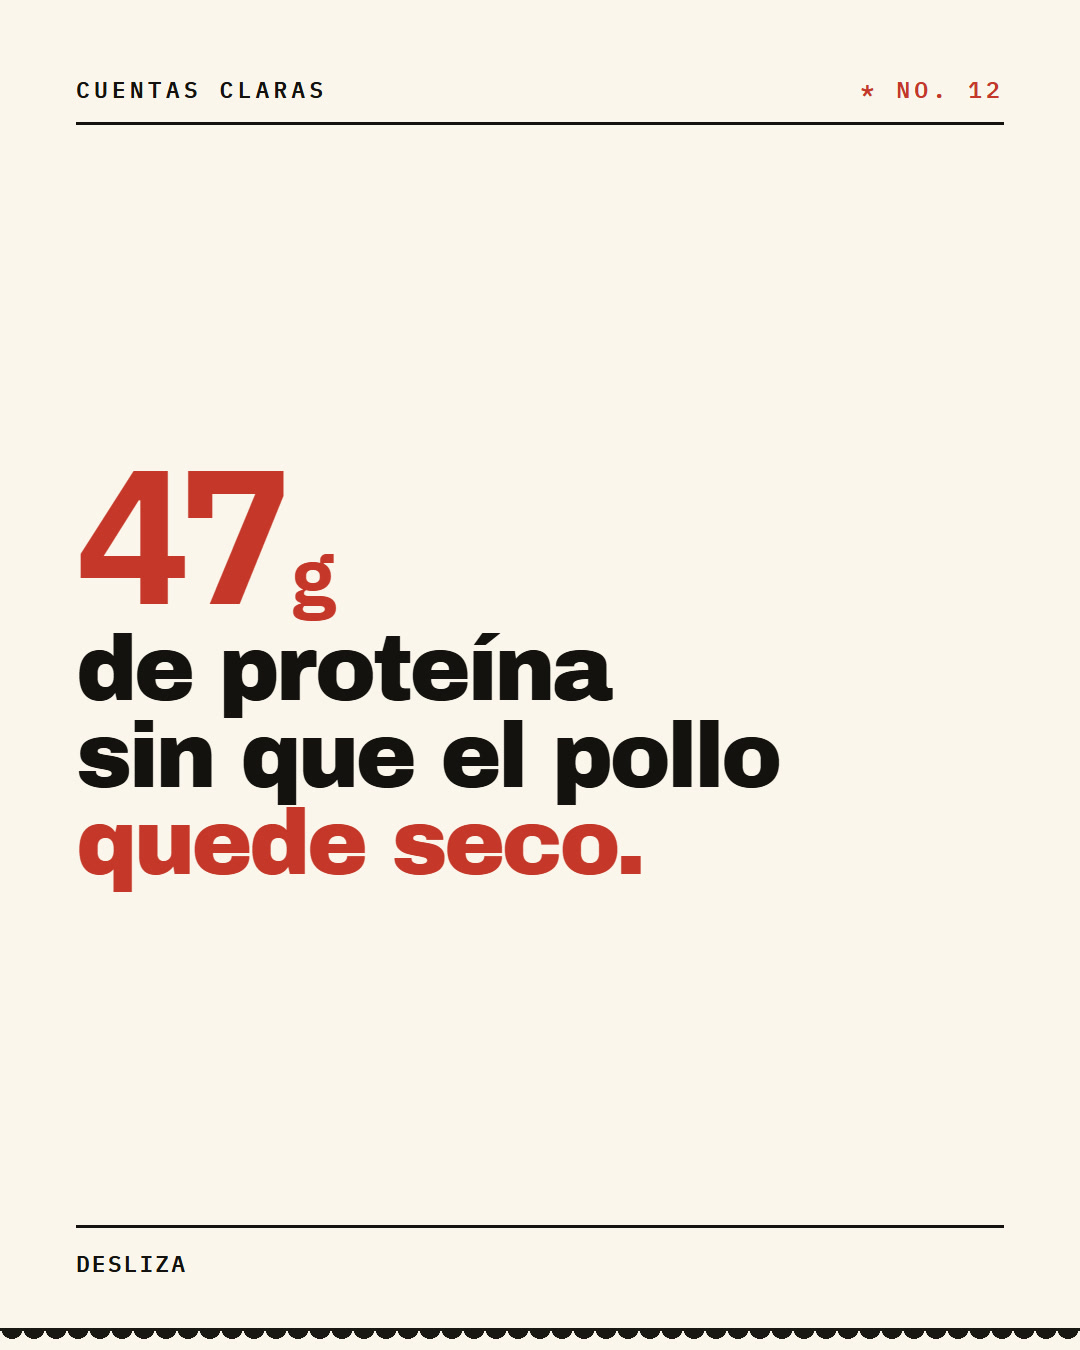 CUENTAS CLARAS
* NO. 12
47g
de proteína
sin que el pollo
quede seco.
DESLIZA